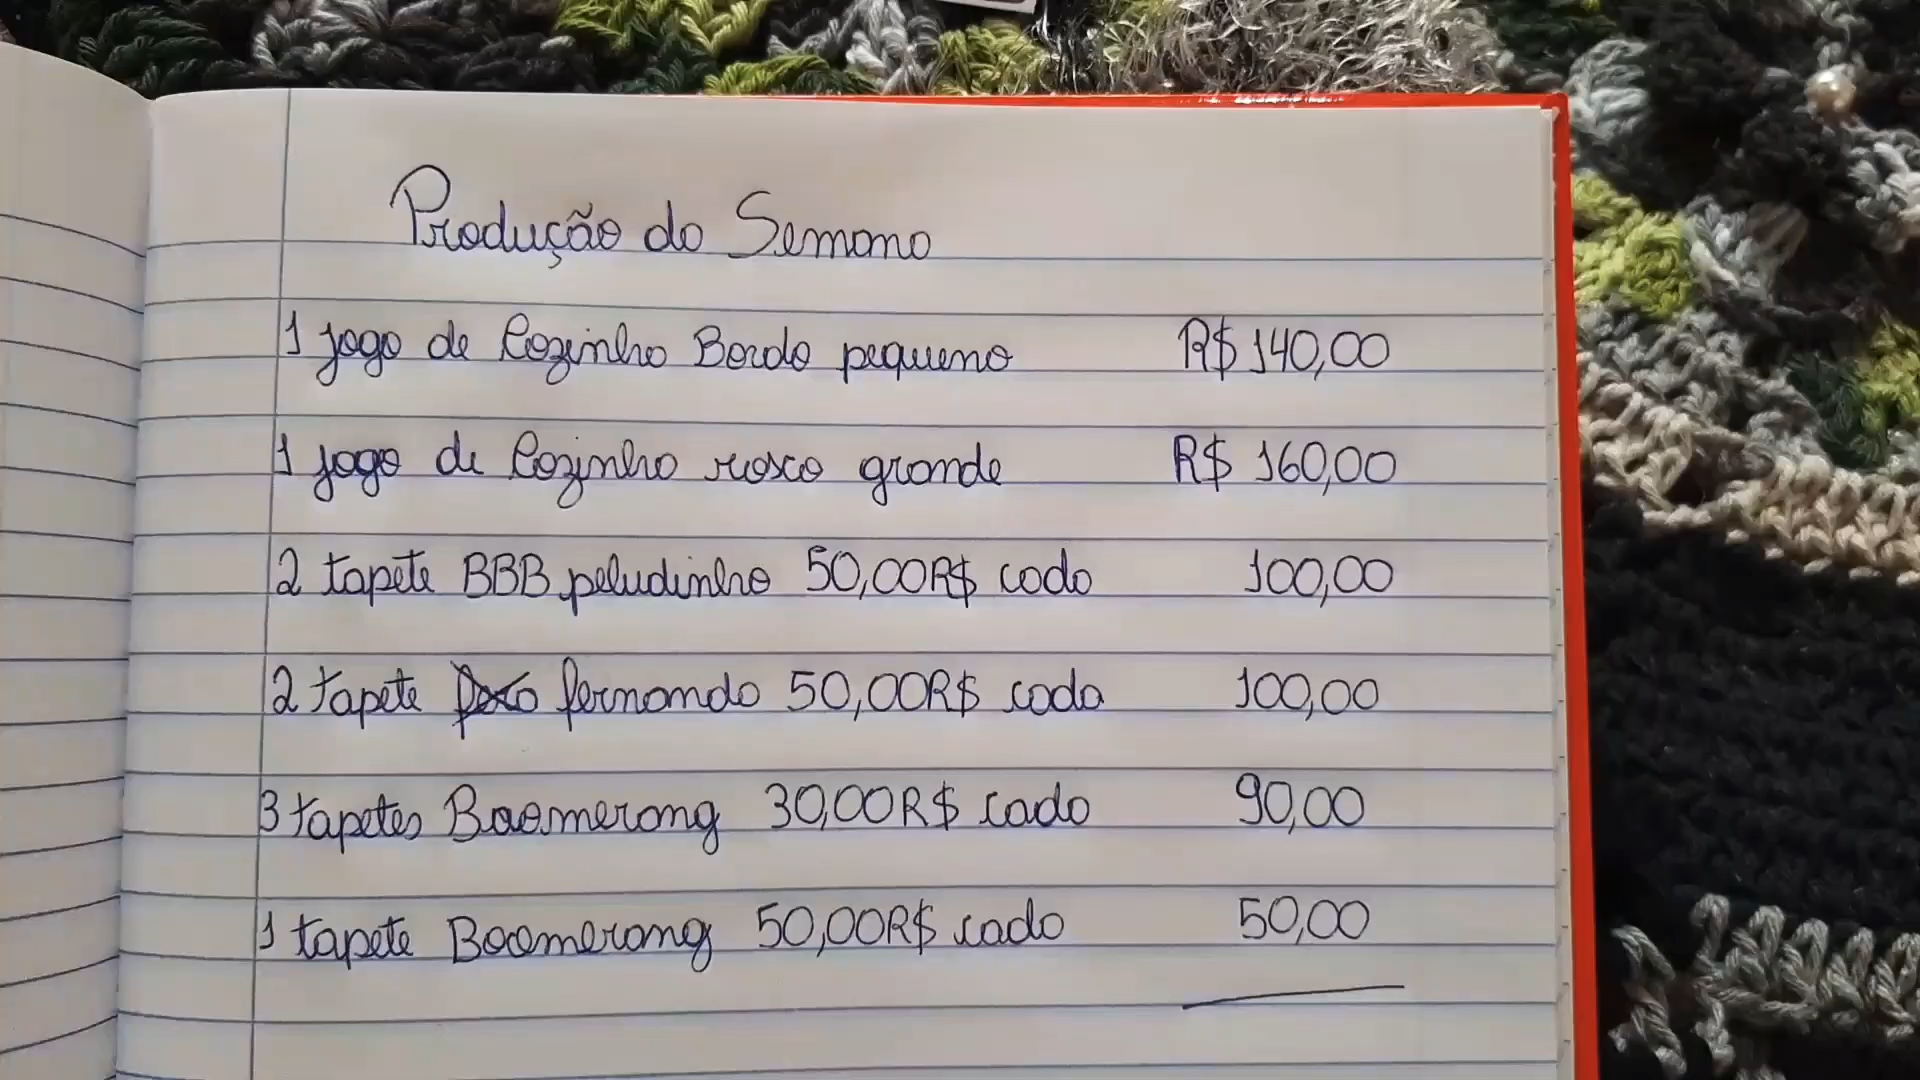 Produção da Semana
1 jogo de Cozinha Borda pequeno R$ 140,00
1 jogo de Cozinha rosca grande R$ 160,00
2 tapete BBB peludinho 50,00R$ cada 100,00
2 tapete fernanda 50,00R$ cada 100,00
3 tapetes Boomerang 30,00R$ cada 90,00
1 tapete Boomerang 50,00R$ cada 50,00